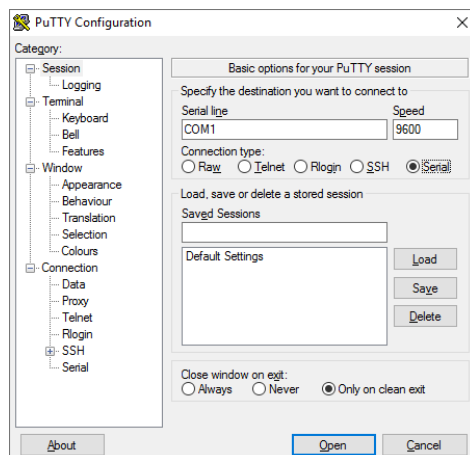 PuTTY Configuration
Category:
Session
Logging
Terminal
Keyboard
Bell
Features
Window
Appearance
Behaviour
Translation
Selection
Colours
Connection
Data
Proxy
Telnet
Rlogin
SSH
Serial
Basic options for your PuTTY session
Specify the destination you want to connect to
Serial line Speed
COM1 9600
Connection type:
Raw Telnet Rlogin SSH Serial
Load, save or delete a stored session
Saved Sessions
Default Settings
Load
Save
Delete
Close window on exit:
Always Never Only on clean exit
About Open Cancel